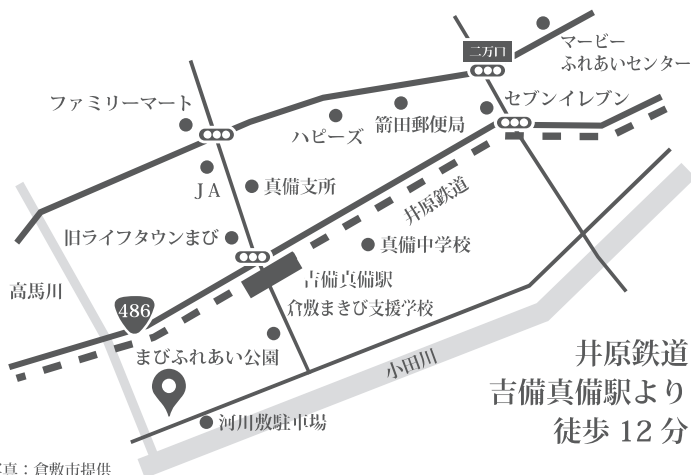 二万口
マービー
ふれあいセンター
ファミリーマート
セブンイレブン
ハピーズ
箭田郵便局
JA
真備支所
井原鉄道
旧ライフタウンまび
真備中学校
吉備真備駅
高馬川
倉敷まきび支援学校
486
まびふれあい公園
小田川
河川敷駐車場
井原鉄道
吉備真備駅より
徒歩 12 分
写真：倉敷市提供